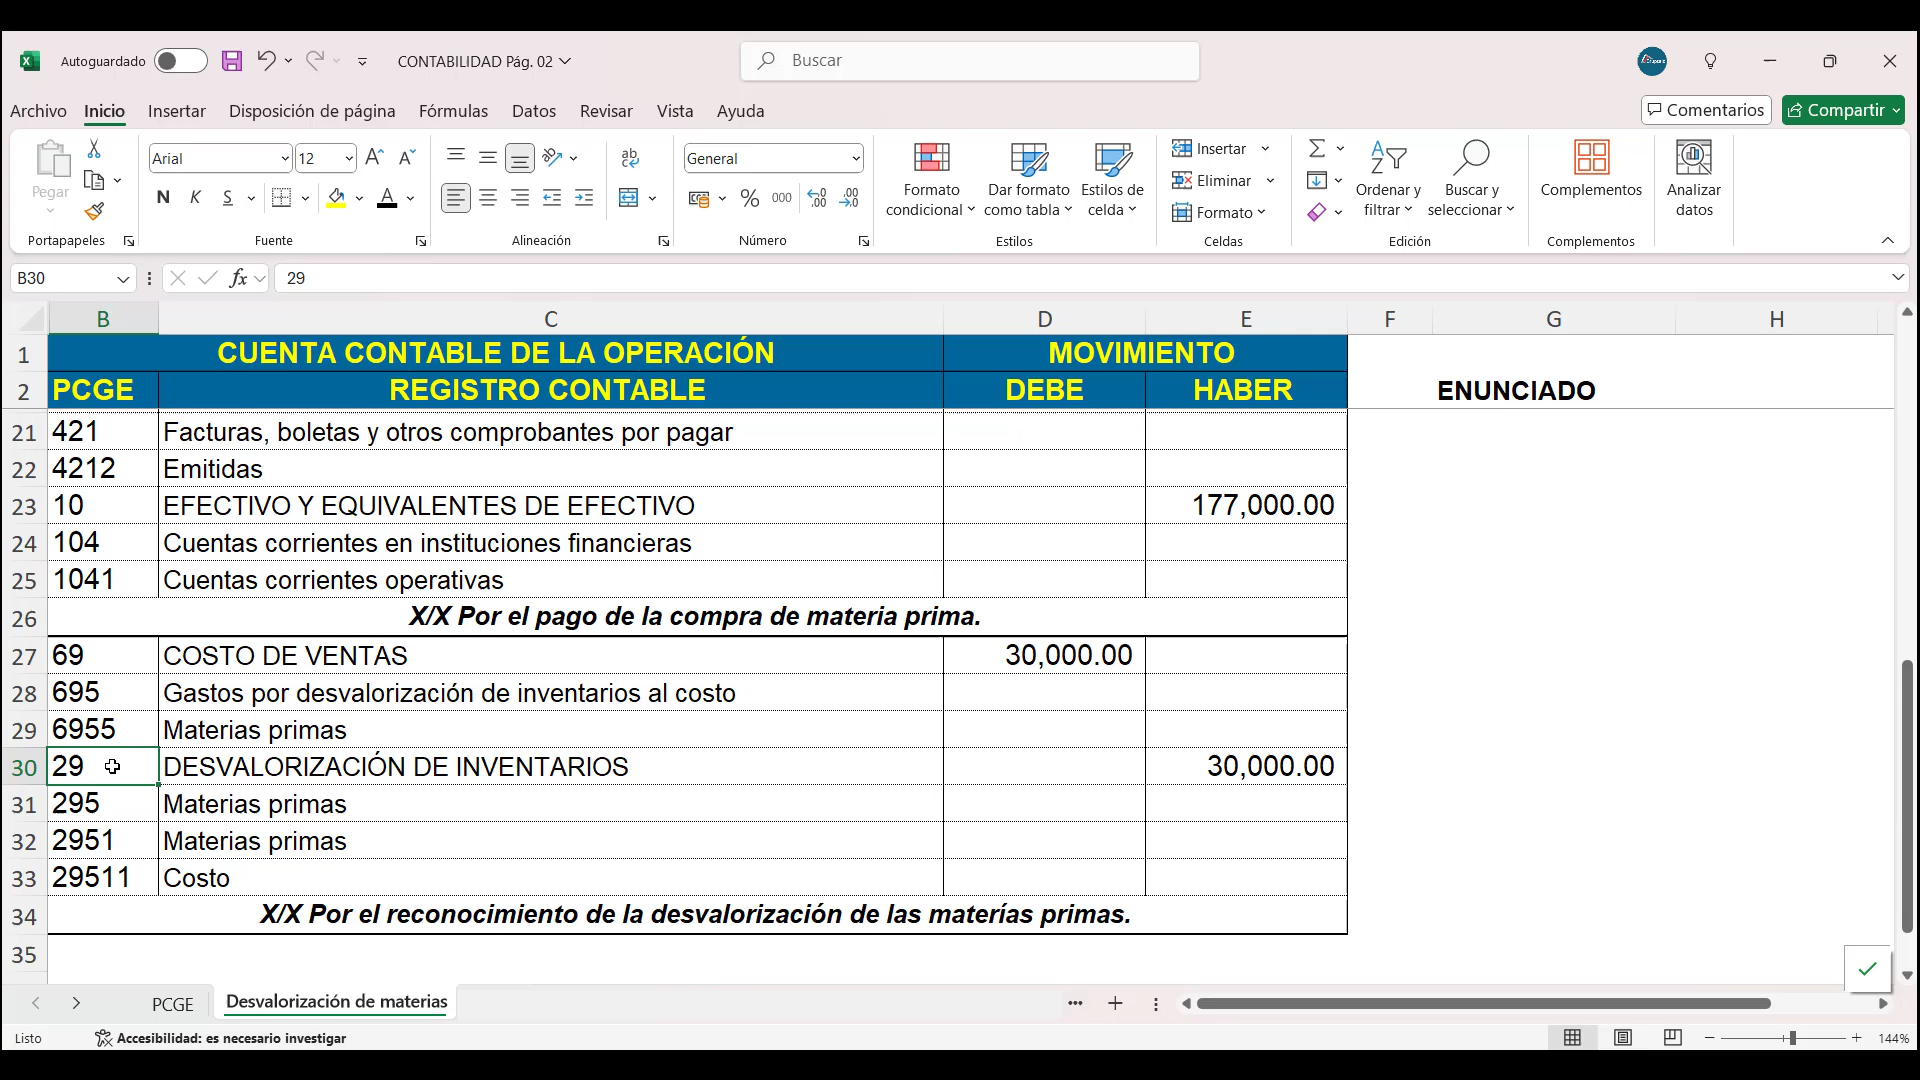 Autoguardado
CONTABILIDAD Pág. 02
Buscar
Archivo Inicio Insertar Disposición de página Fórmulas Datos Revisar Vista Ayuda
Comentarios
Compartir
Pegar
Portapapeles
Arial
12
N K S
Fuente
ab
Alineación
General
% 000
Número
Formato condicional
Dar formato como tabla
Estilos de celda
Estilos
Insertar
Eliminar
Formato
Celdas
Ordenar y filtrar
Buscar y seleccionar
Edición
Complementos
Complementos
Analizar datos
B30
fx
29
B C D E F G H
1 CUENTA CONTABLE DE LA OPERACIÓN MOVIMIENTO
2 PCGE REGISTRO CONTABLE DEBE HABER ENUNCIADO
21 421 Facturas, boletas y otros comprobantes por pagar
22 4212 Emitidas
23 10 EFECTIVO Y EQUIVALENTES DE EFECTIVO 177,000.00
24 104 Cuentas corrientes en instituciones financieras
25 1041 Cuentas corrientes operativas
26 X/X Por el pago de la compra de materia prima.
27 69 COSTO DE VENTAS 30,000.00
28 695 Gastos por desvalorización de inventarios al costo
29 6955 Materias primas
30 29 DESVALORIZACIÓN DE INVENTARIOS 30,000.00
31 295 Materias primas
32 2951 Materias primas
33 29511 Costo
34 X/X Por el reconocimiento de la desvalorización de las materías primas.
35
PCGE Desvalorización de materias
Listo
Accesibilidad: es necesario investigar
144%